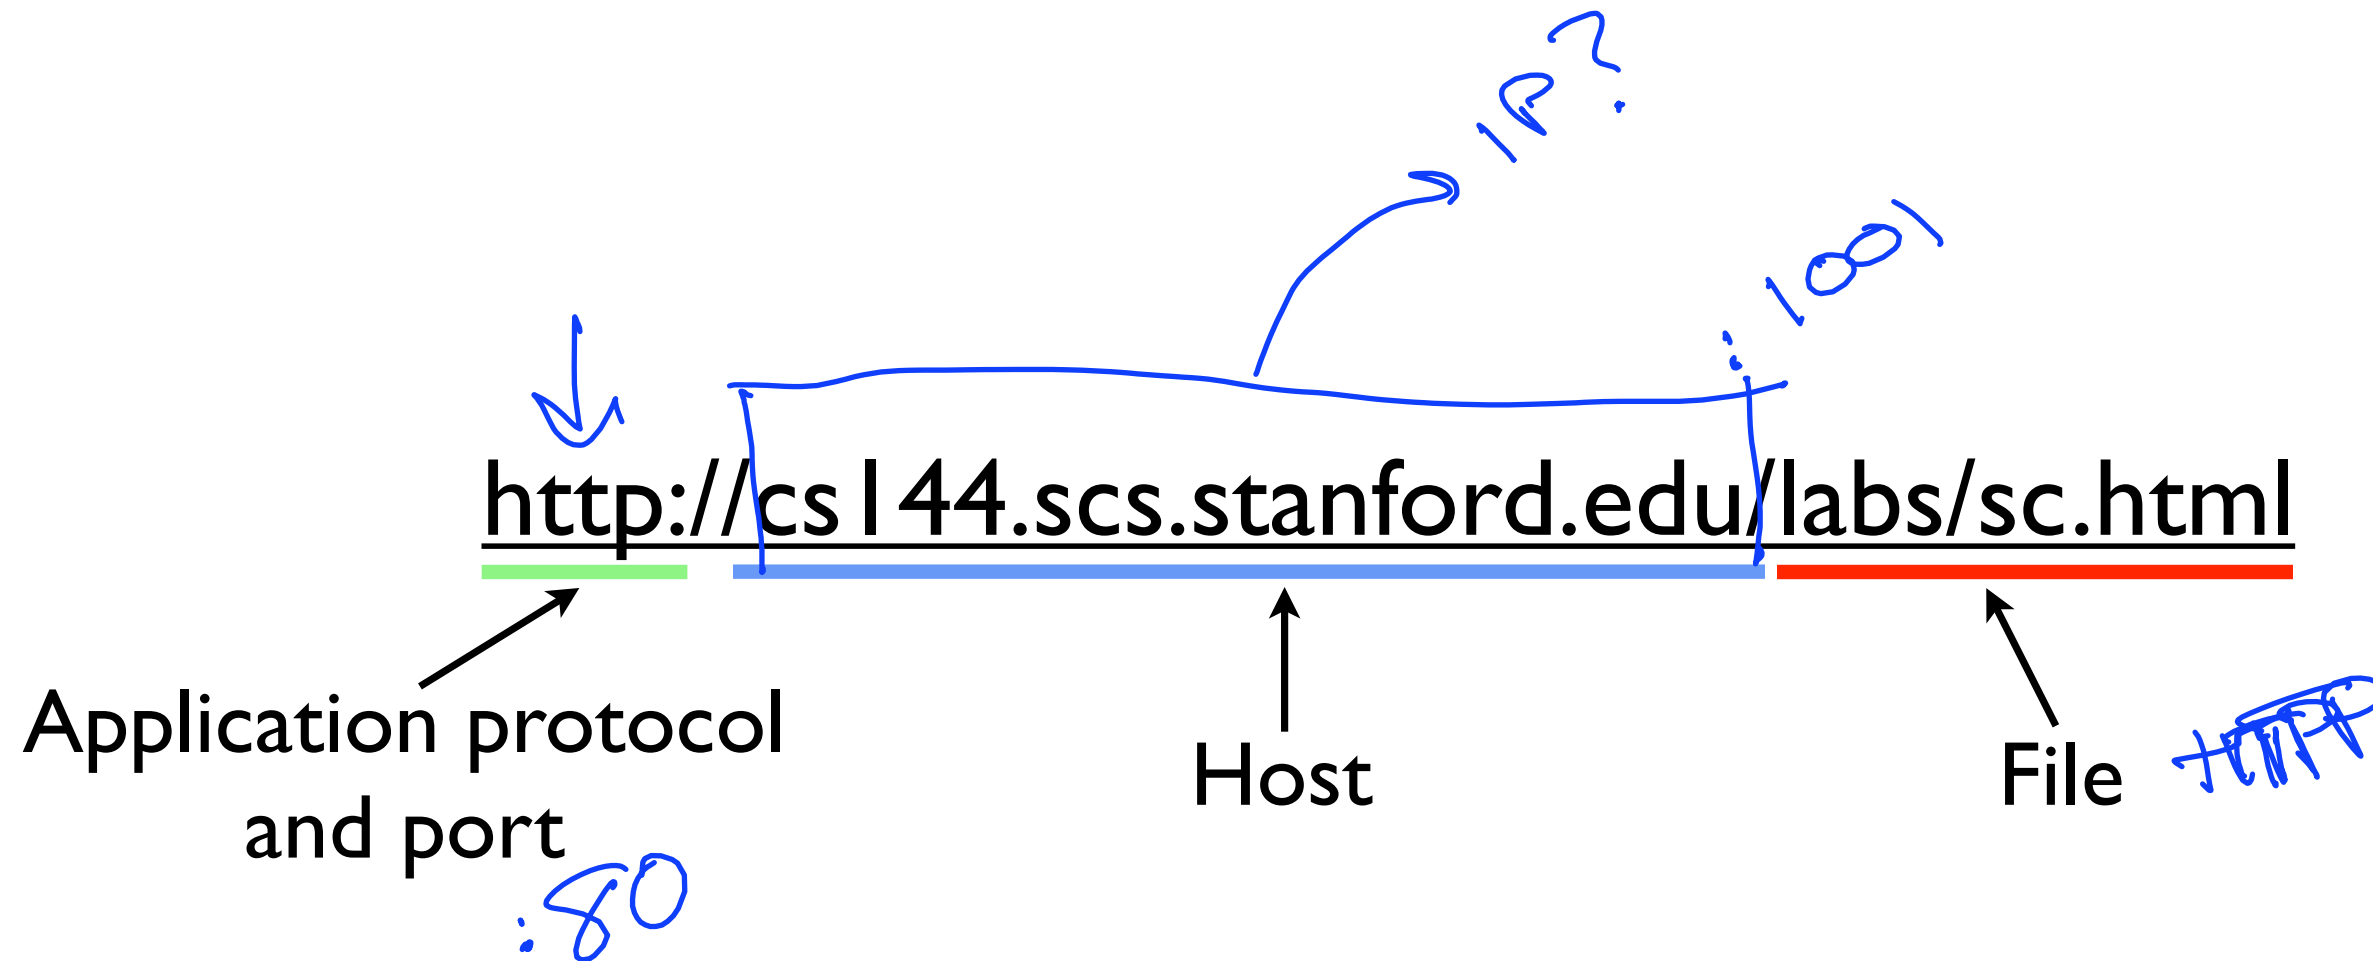 IP?
:1001
http://cs144.scs.stanford.edu/labs/sc.html
Application protocol
and port
Host
File
HTTP
:80